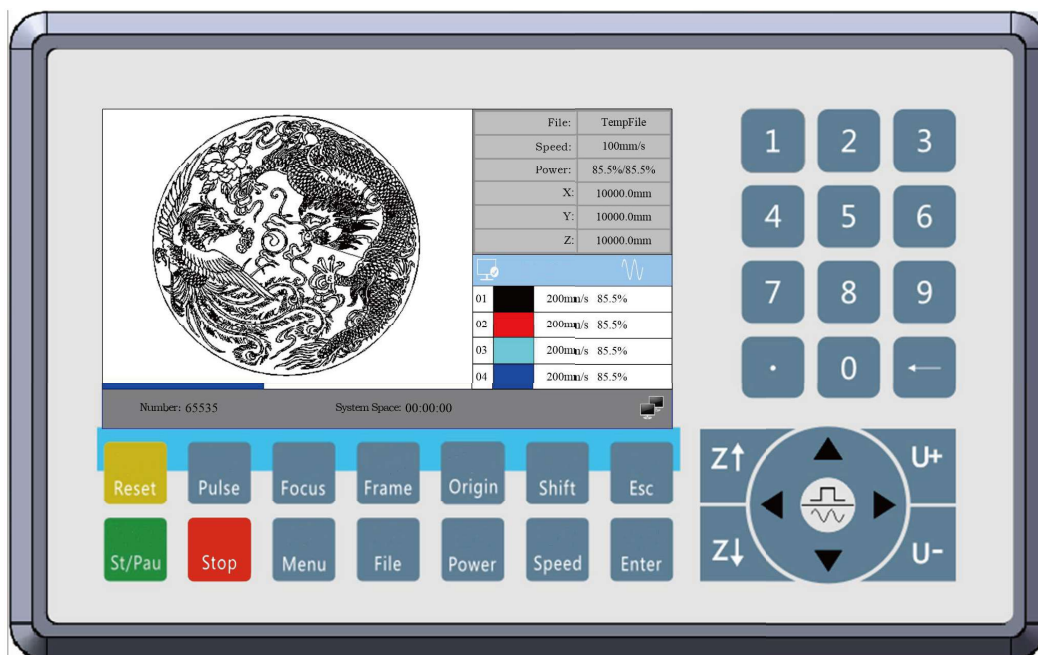 File: TempFile
Speed: 100mm/s
Power: 85.5%/85.5%
X: 10000.0mm
Y: 10000.0mm
Z: 10000.0mm
01 200mm/s 85.5%
02 200mm/s 85.5%
03 200mm/s 85.5%
04 200mm/s 85.5%
Number: 65535 System Space: 00:00:00
1 2 3
4 5 6
7 8 9
. 0 ←
Reset Pulse Focus Frame Origin Shift Esc
St/Pau Stop Menu File Power Speed Enter
Z↑ U+
Z↓ U-